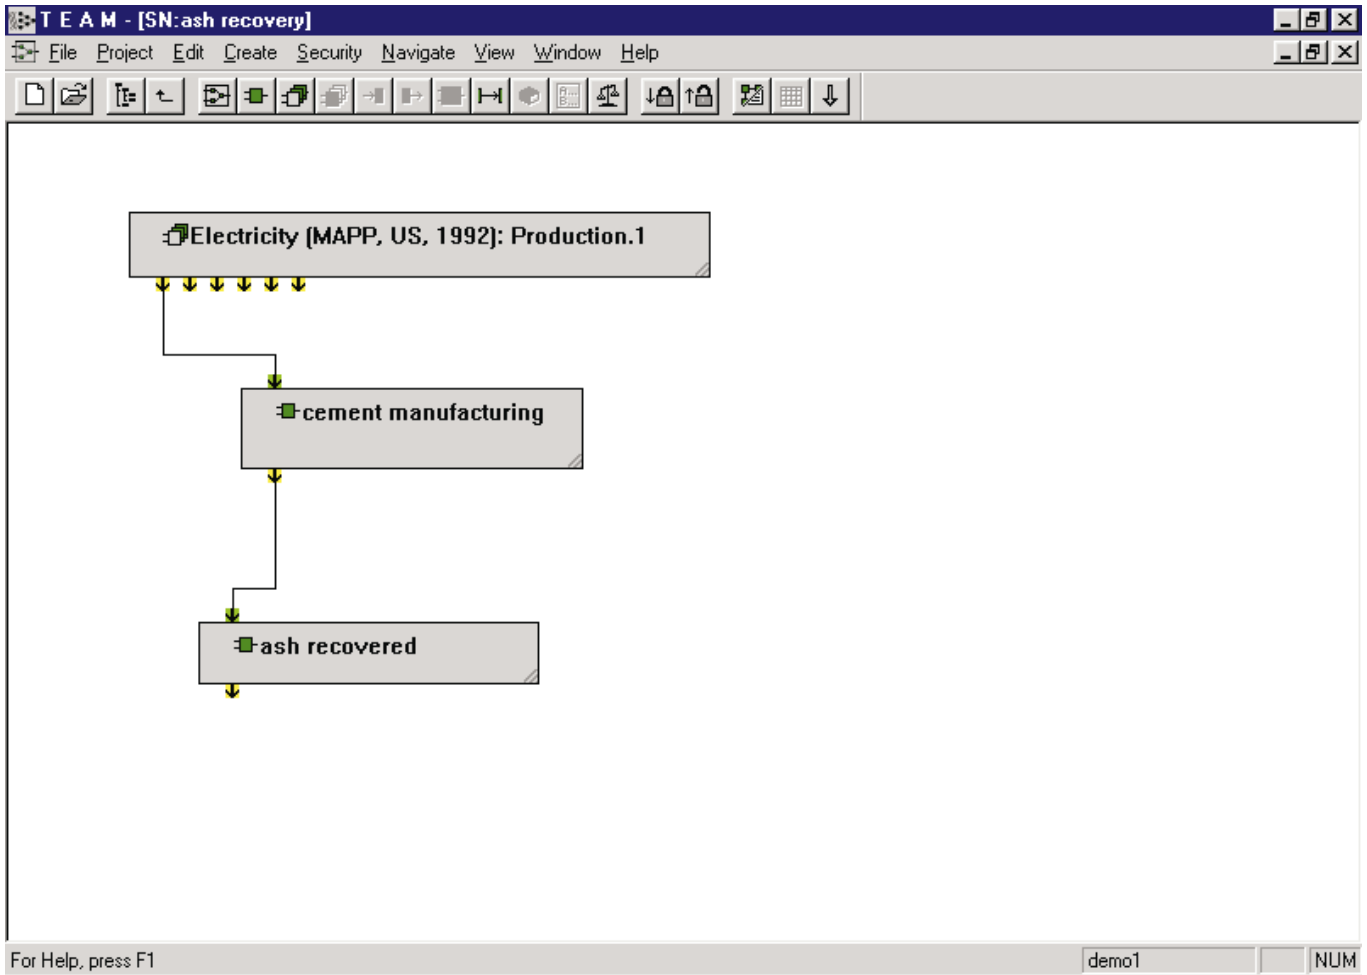 T E A M - [SN:ash recovery]
File Project Edit Create Security Navigate View Window Help
Electricity (MAPP, US, 1992): Production.1
cement manufacturing
ash recovered
For Help, press F1 demo1 NUM